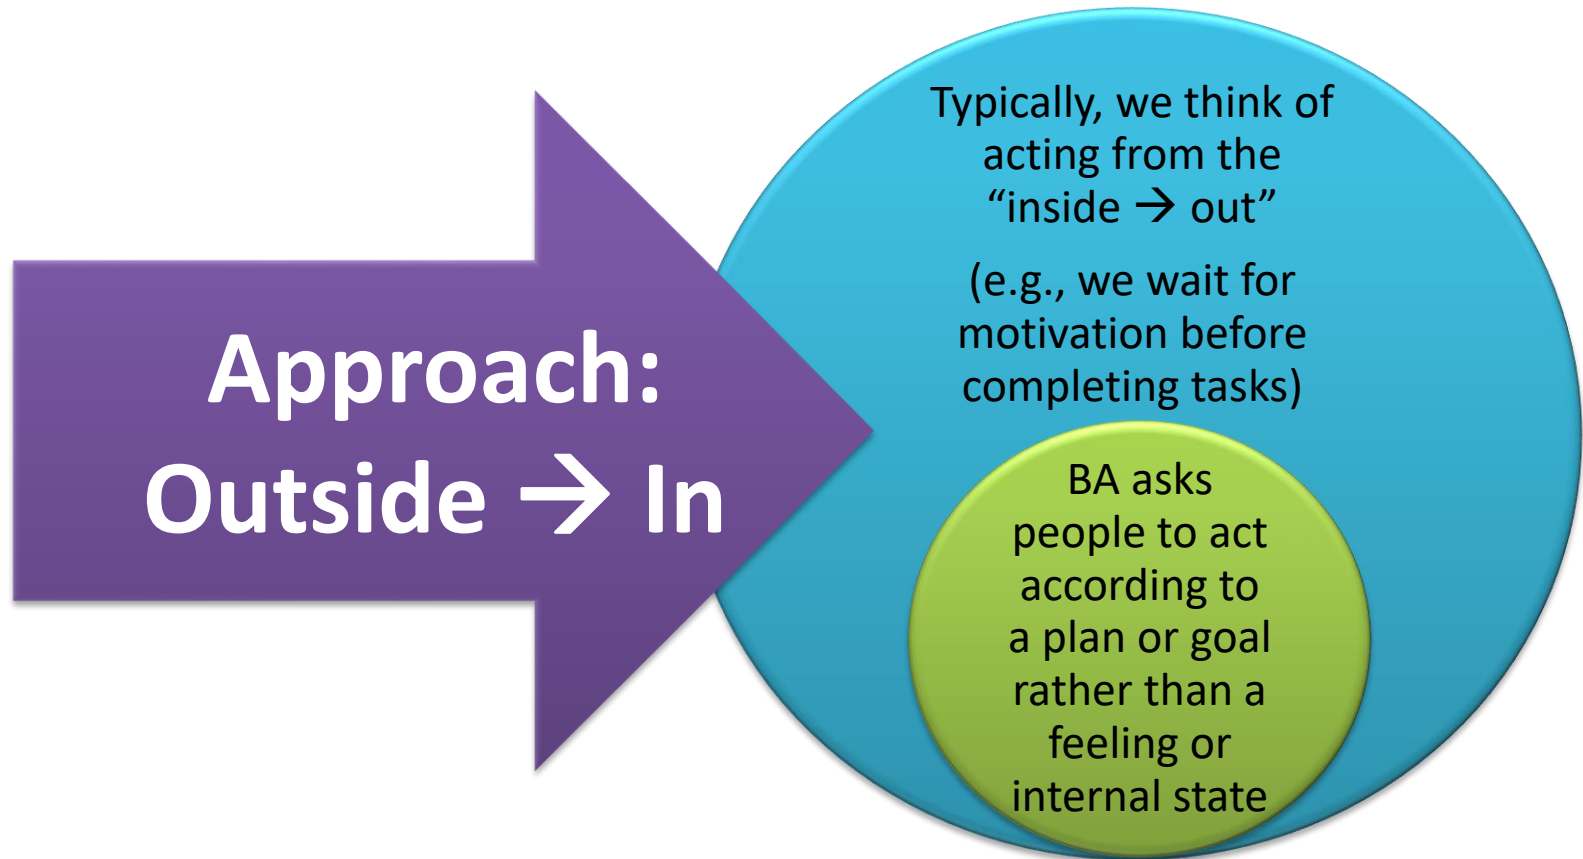 Approach:
Outside → In
Typically, we think of
acting from the
“inside → out”
(e.g., we wait for
motivation before
completing tasks)
BA asks
people to act
according to
a plan or goal
rather than a
feeling or
internal state